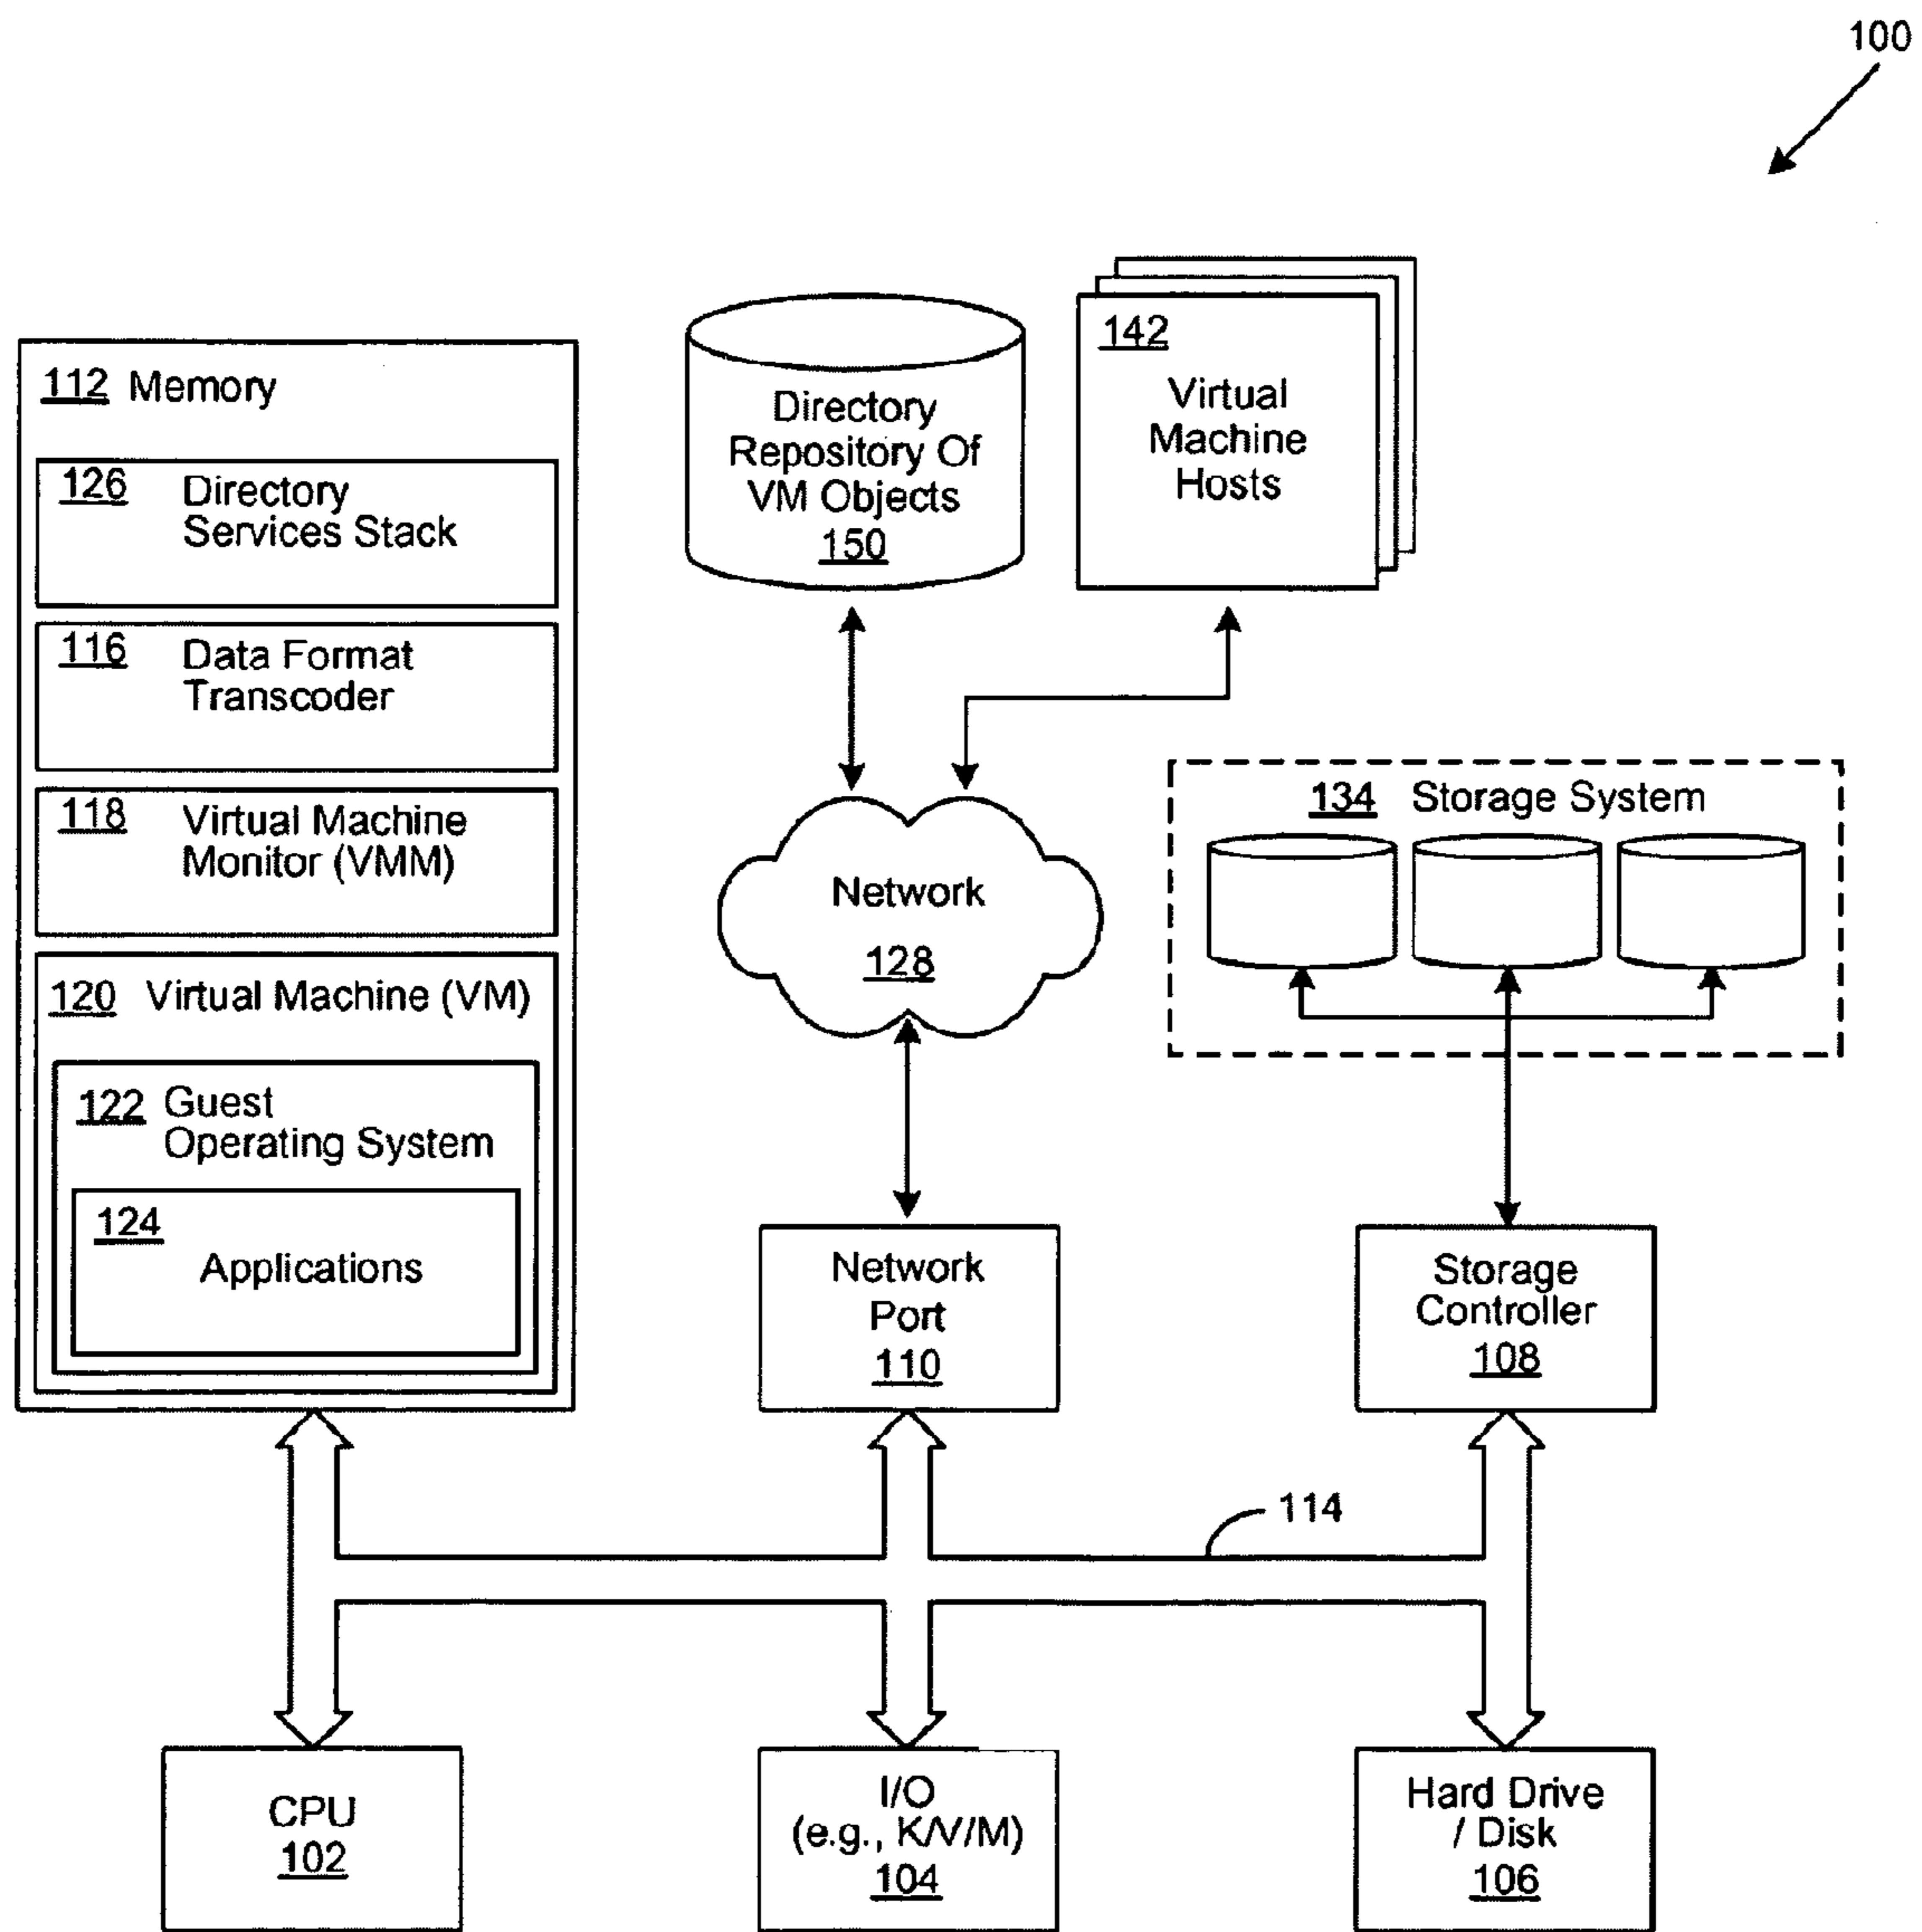 100
112 Memory
126 Directory
Services Stack
116 Data Format
Transcoder
118 Virtual Machine
Monitor (VMM)
120 Virtual Machine (VM)
122 Guest
Operating System
124
Applications
Directory
Repository Of
VM Objects
150
142
Virtual
Machine
Hosts
Network
128
134 Storage System
Network
Port
110
Storage
Controller
108
114
CPU
102
I/O
(e.g., K/V/M)
104
Hard Drive
/ Disk
106